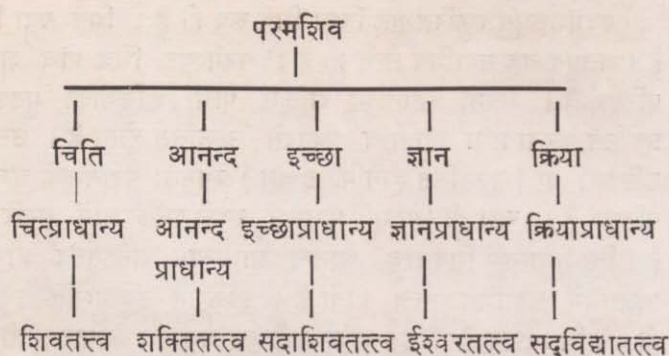 परमशिव
चिति आनन्द इच्छा ज्ञान क्रिया
चित्प्राधान्य आनन्द इच्छाप्राधान्य ज्ञानप्राधान्य क्रियाप्राधान्य
प्राधान्य
शिवतत्त्व शक्तितत्त्व सदाशिवतत्त्व ईश्वरतत्त्व सद्विद्यातत्त्व